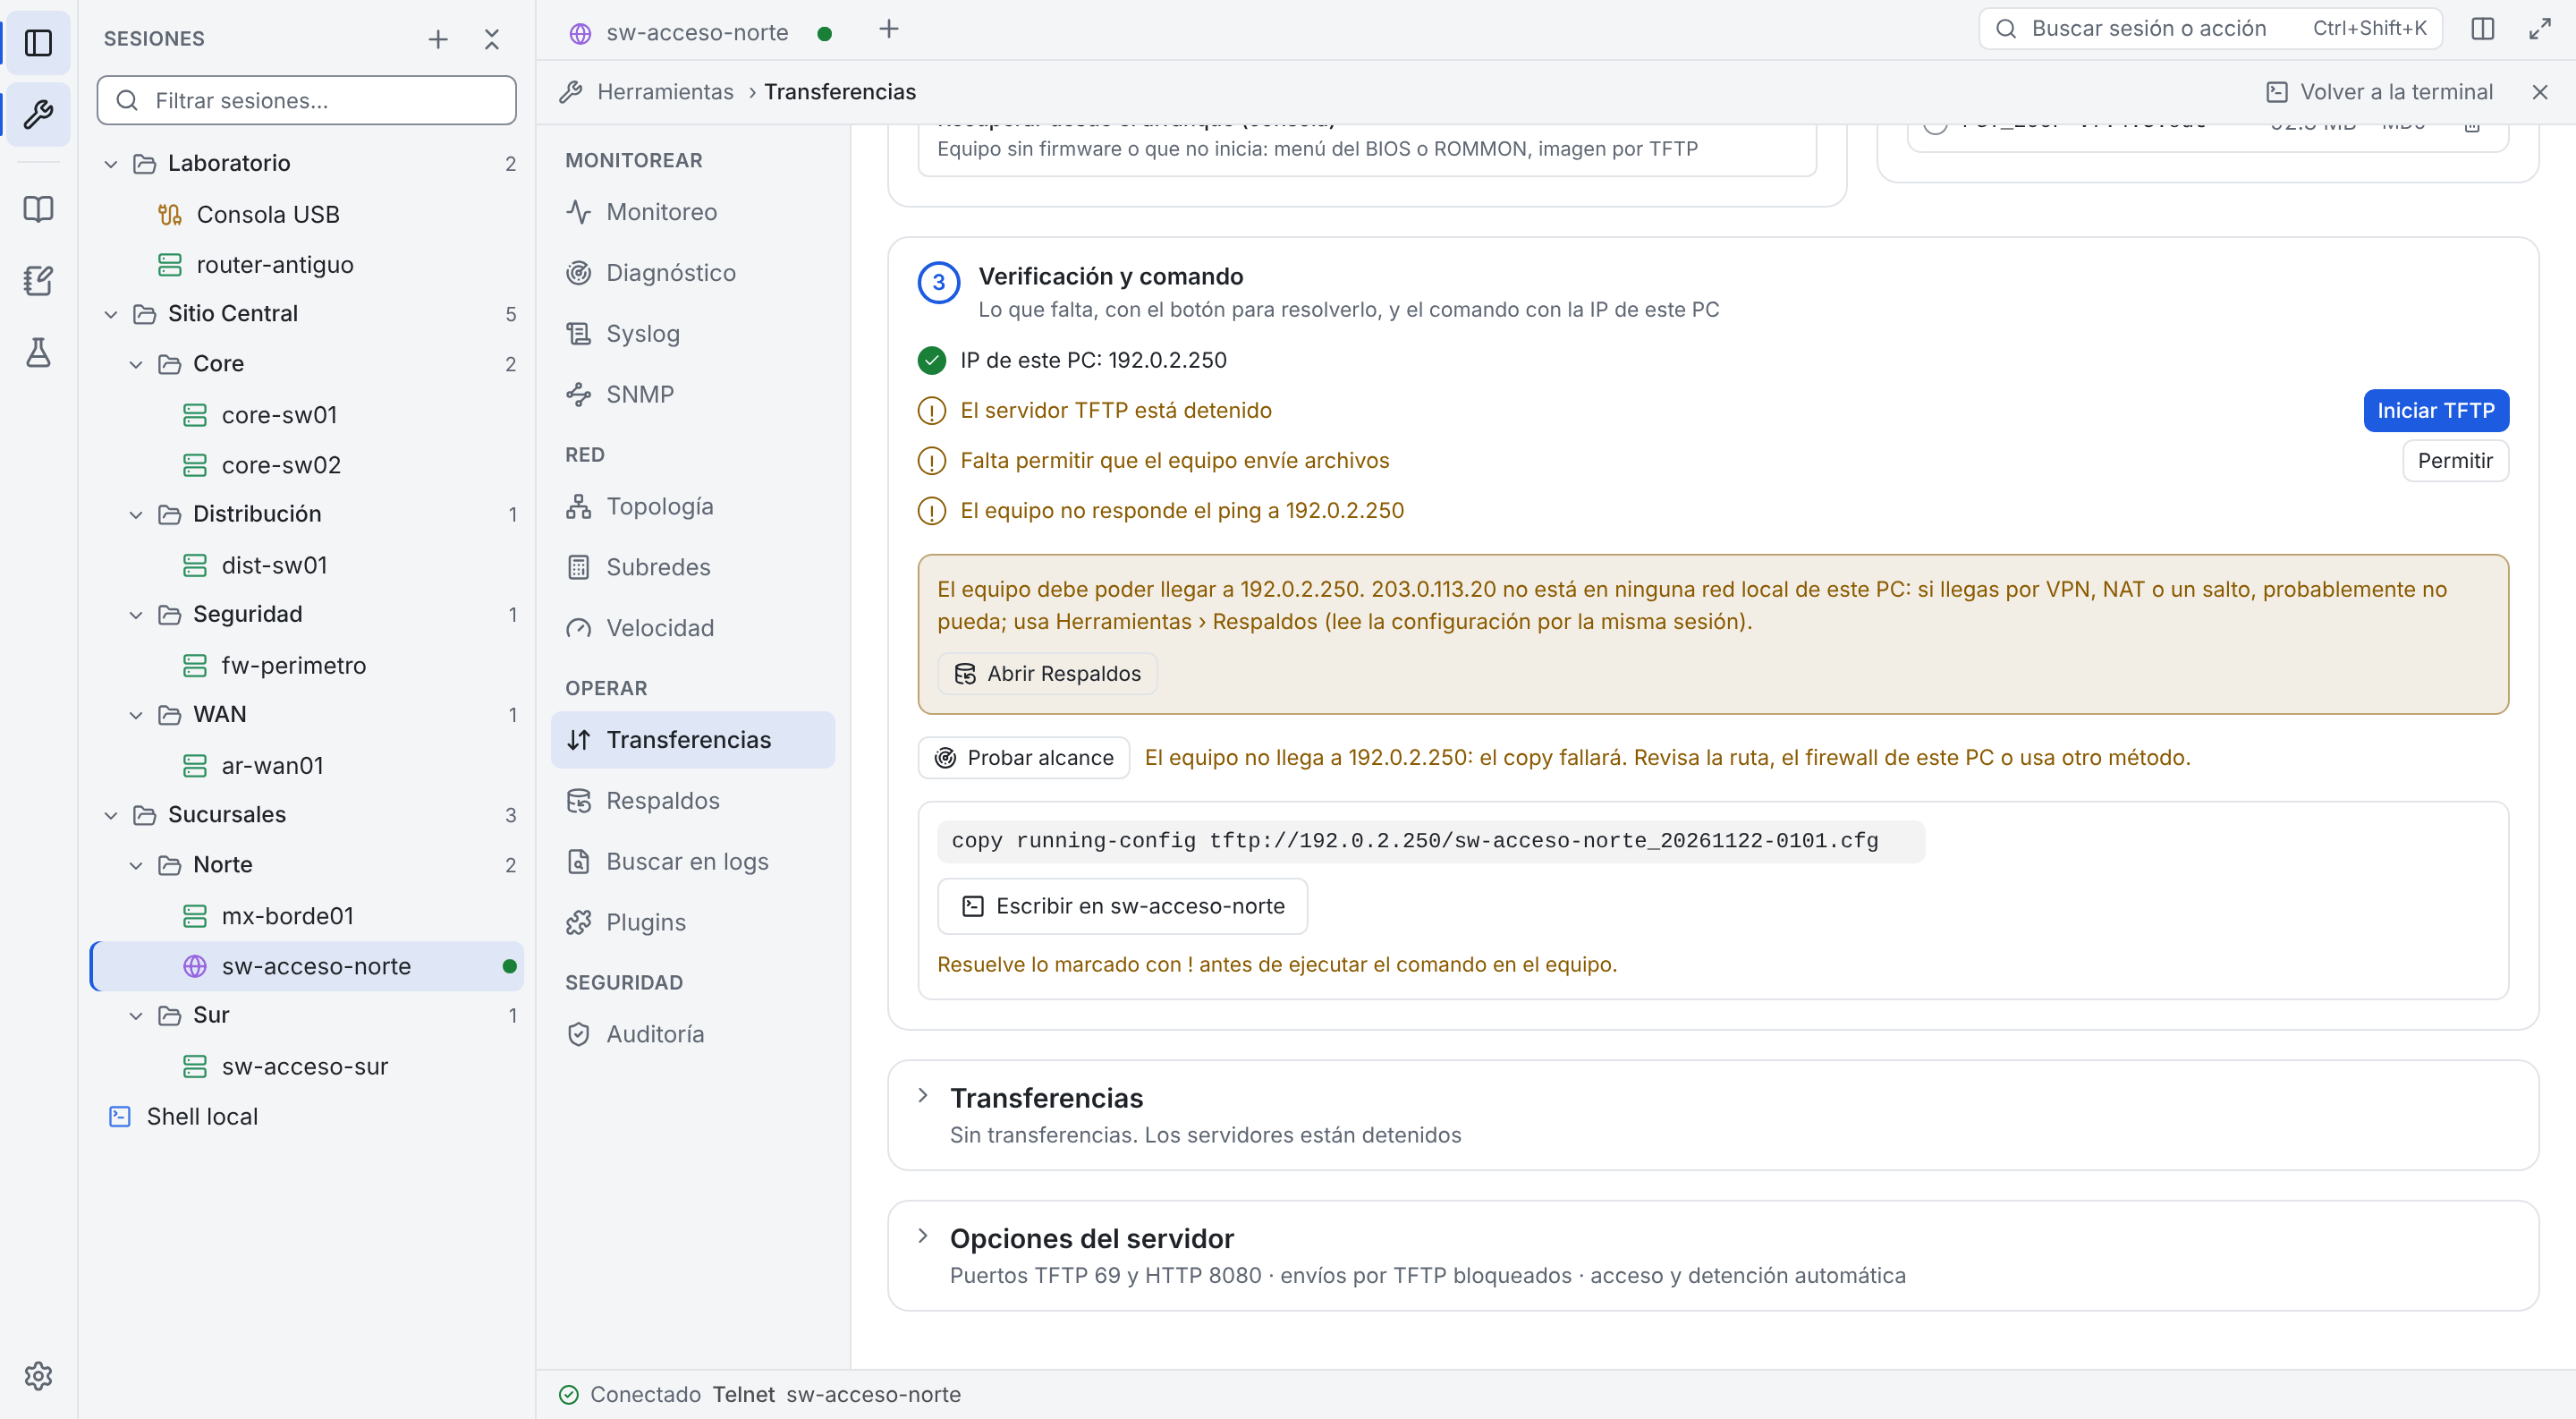 SESIONES
Filtrar sesiones...
Laboratorio 2
Consola USB
router-antiguo
Sitio Central 5
Core 2
core-sw01
core-sw02
Distribución 1
dist-sw01
Seguridad 1
fw-perimetro
WAN 1
ar-wan01
Sucursales 3
Norte 2
mx-borde01
sw-acceso-norte
Sur 1
sw-acceso-sur
Shell local
sw-acceso-norte
Buscar sesión o acción Ctrl+Shift+K
Herramientas › Transferencias
Volver a la terminal
MONITOREAR
Monitoreo
Diagnóstico
Syslog
SNMP
RED
Topología
Subredes
Velocidad
OPERAR
Transferencias
Respaldos
Buscar en logs
Plugins
SEGURIDAD
Auditoría
Equipo sin firmware o que no inicia: menú del BIOS o ROMMON, imagen por TFTP
3
Verificación y comando
Lo que falta, con el botón para resolverlo, y el comando con la IP de este PC
IP de este PC: 192.0.2.250
El servidor TFTP está detenido
Iniciar TFTP
Falta permitir que el equipo envíe archivos
Permitir
El equipo no responde el ping a 192.0.2.250
El equipo debe poder llegar a 192.0.2.250. 203.0.113.20 no está en ninguna red local de este PC: si llegas por VPN, NAT o un salto, probablemente no
pueda; usa Herramientas › Respaldos (lee la configuración por la misma sesión).
Abrir Respaldos
Probar alcance
El equipo no llega a 192.0.2.250: el copy fallará. Revisa la ruta, el firewall de este PC o usa otro método.
copy running-config tftp://192.0.2.250/sw-acceso-norte_20261122-0101.cfg
Escribir en sw-acceso-norte
Resuelve lo marcado con ! antes de ejecutar el comando en el equipo.
Transferencias
Sin transferencias. Los servidores están detenidos
Opciones del servidor
Puertos TFTP 69 y HTTP 8080 · envíos por TFTP bloqueados · acceso y detención automática
Conectado Telnet sw-acceso-norte